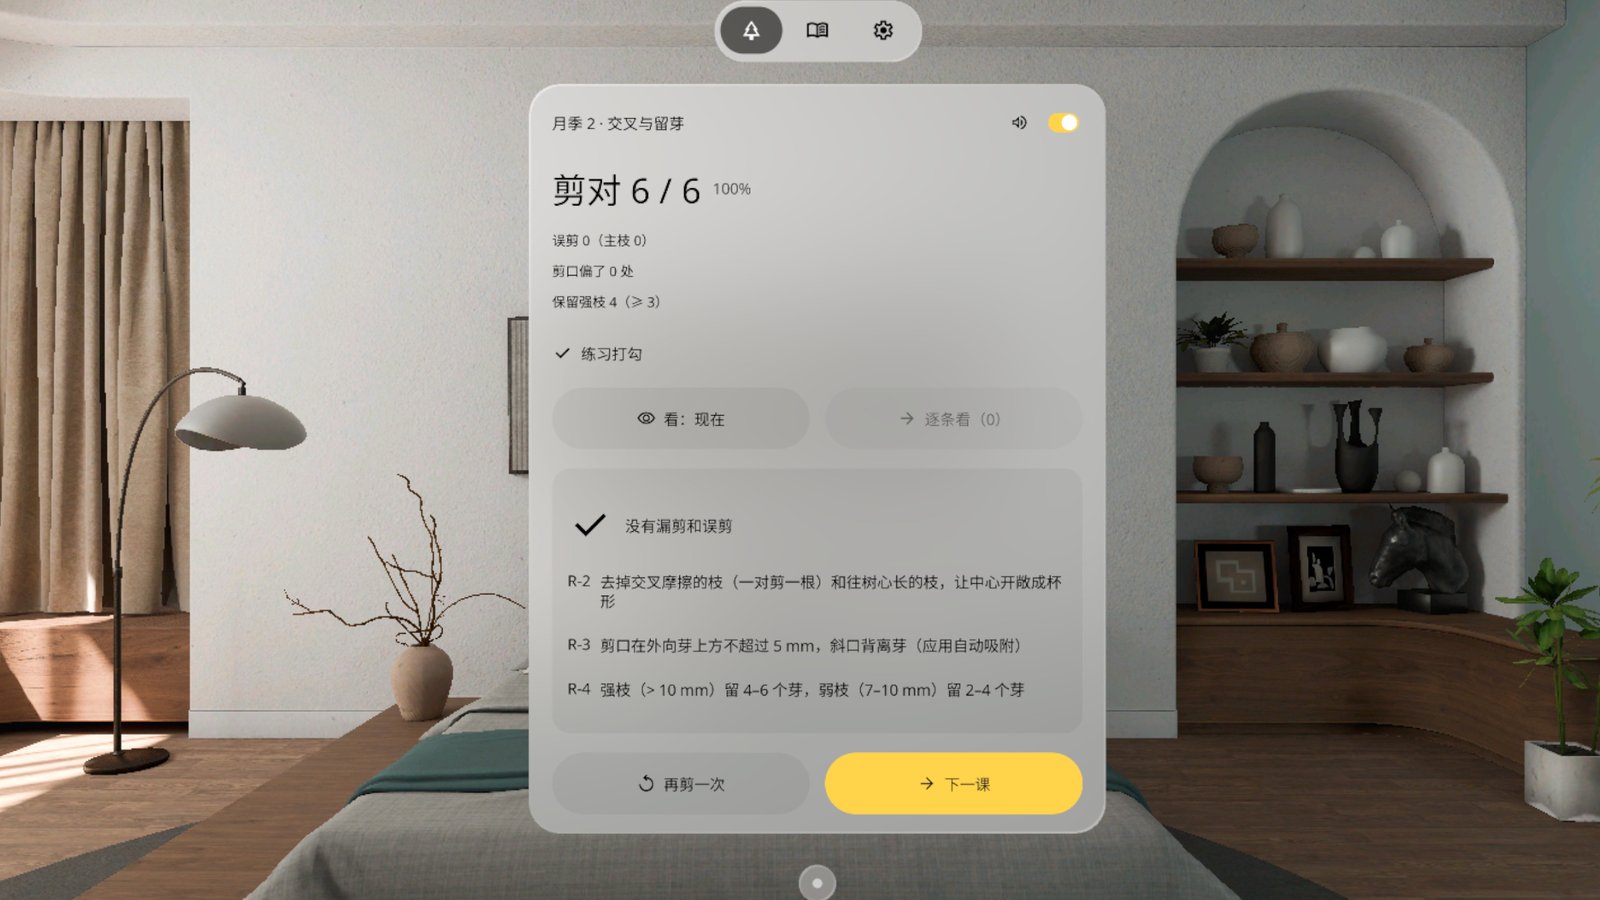 月季 2 · 交叉与留芽
剪对 6 / 6 100%
误剪 0（主枝 0）
剪口偏了 0 处
保留强枝 4（≥ 3）
练习打勾
看：现在
逐条看（0）
没有漏剪和误剪
R-2 去掉交叉摩擦的枝（一对剪一根）和往树心长的枝，让中心开敞成杯
形
R-3 剪口在外向芽上方不超过 5 mm，斜口背离芽（应用自动吸附）
R-4 强枝（> 10 mm）留 4–6 个芽，弱枝（7–10 mm）留 2–4 个芽
再剪一次
下一课